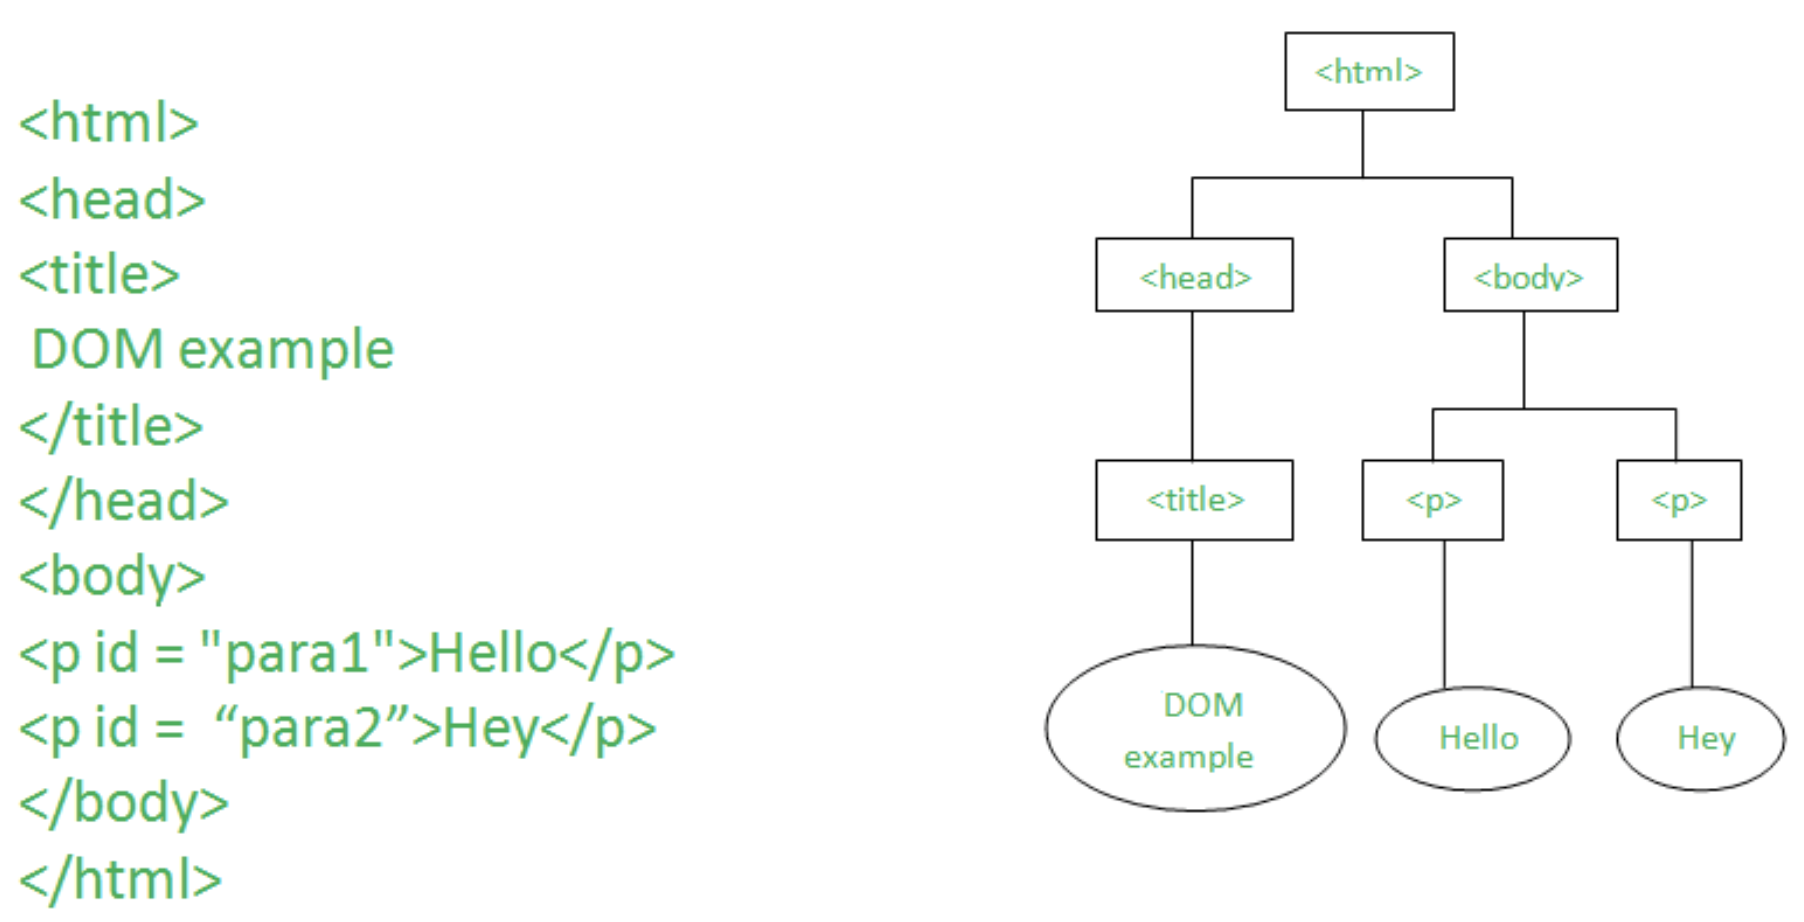 <html>
<head>
<title>
DOM example
</title>
</head>
<body>
<p id = "para1">Hello</p>
<p id =  “para2”>Hey</p>
</body>
</html>
<html>
<head>
<body>
<title>
<p>
<p>
DOM
example
Hello
Hey